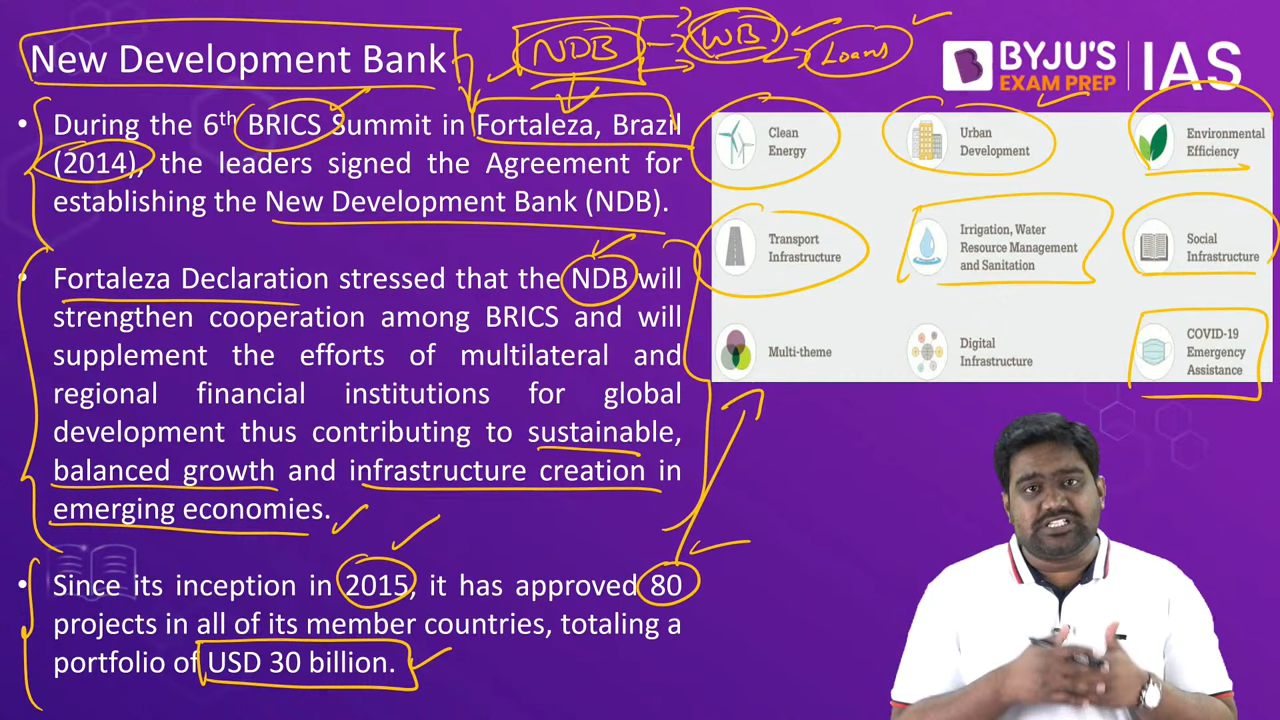 New Development Bank
NDB
WB
Loans
BYJU'S
EXAM PREP
IAS
• During the 6th BRICS Summit in Fortaleza, Brazil
(2014), the leaders signed the Agreement for
establishing the New Development Bank (NDB).
• Fortaleza Declaration stressed that the NDB will
strengthen cooperation among BRICS and will
supplement the efforts of multilateral and
regional financial institutions for global
development thus contributing to sustainable,
balanced growth and infrastructure creation in
emerging economies.
• Since its inception in 2015, it has approved 80
projects in all of its member countries, totaling a
portfolio of USD 30 billion.
Clean
Energy
Urban
Development
Environmental
Efficiency
Transport
Infrastructure
Irrigation, Water
Resource Management
and Sanitation
Social
Infrastructure
Multi-theme
Digital
Infrastructure
COVID-19
Emergency
Assistance